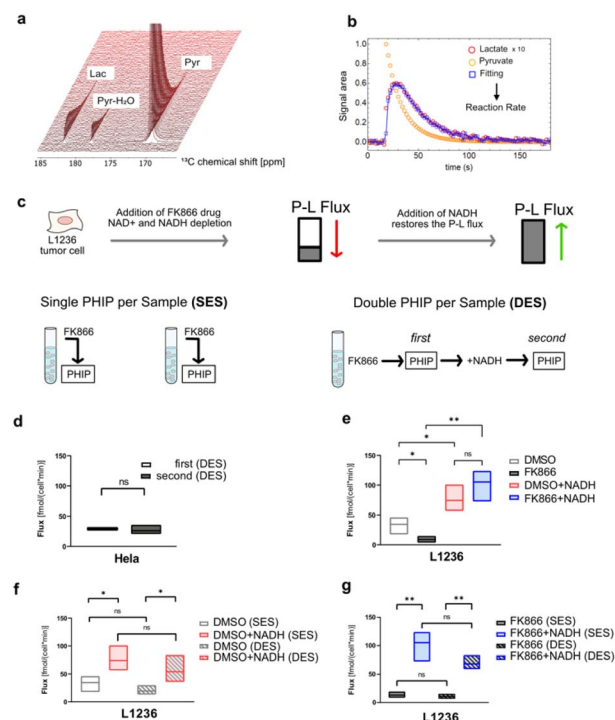 a
Lac
Pyr
Pyr-H₂O
185
180
175
170
¹³C chemical shift [ppm]
b
Signal area
1.0
0.8
0.6
0.4
0.2
0.0
Lactate x 10
Pyruvate
Fitting
Reaction Rate
0
50
100
150
time (s)
c
L1236
tumor cell
Addition of FK866 drug
NAD+ and NADH depletion
P-L Flux
Addition of NADH
restores the P-L flux
P-L Flux
Single PHIP per Sample (SES)
FK866
PHIP
FK866
PHIP
Double PHIP per Sample (DES)
first
second
FK866
PHIP
+NADH
PHIP
d
Flux [fmol/(cell*min)]
150
100
50
0
ns
first (DES)
second (DES)
Hela
e
Flux [fmol/(cell*min)]
150
100
50
0
*
*
**
ns
DMSO
FK866
DMSO+NADH
FK866+NADH
L1236
f
Flux [fmol/(cell*min)]
150
100
50
0
*
ns
*
ns
DMSO (SES)
DMSO+NADH (SES)
DMSO (DES)
DMSO+NADH (DES)
L1236
g
Flux [fmol/(cell*min)]
150
100
50
0
**
**
ns
ns
FK866 (SES)
FK866+NADH (SES)
FK866 (DES)
FK866+NADH (DES)
L1236